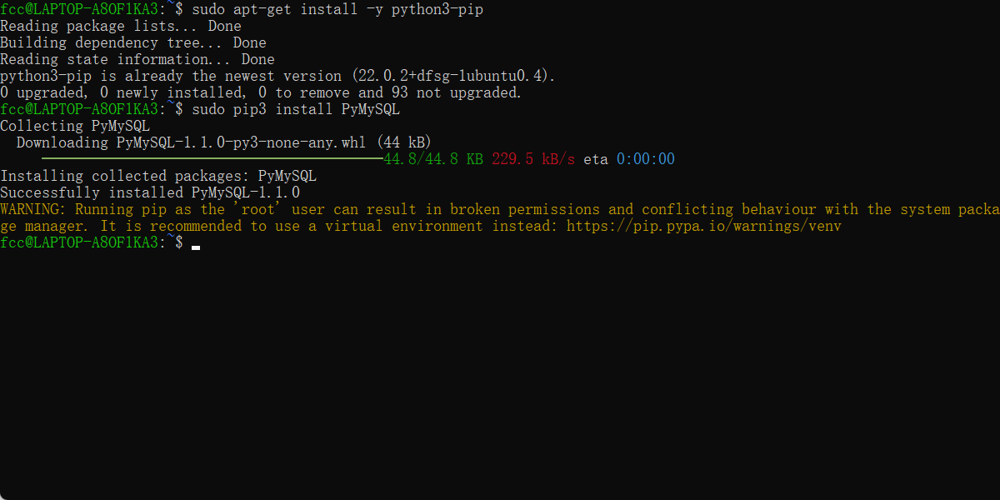 fcc@LAPTOP-A8OF1KA3:~$ sudo apt-get install -y python3-pip
Reading package lists... Done
Building dependency tree... Done
Reading state information... Done
python3-pip is already the newest version (22.0.2+dfsg-1ubuntu0.4).
0 upgraded, 0 newly installed, 0 to remove and 93 not upgraded.
fcc@LAPTOP-A8OF1KA3:~$ sudo pip3 install PyMySQL
Collecting PyMySQL
  Downloading PyMySQL-1.1.0-py3-none-any.whl (44 kB)
44.8/44.8 KB 229.5 kB/s eta 0:00:00
Installing collected packages: PyMySQL
Successfully installed PyMySQL-1.1.0
WARNING: Running pip as the 'root' user can result in broken permissions and conflicting behaviour with the system packa
ge manager. It is recommended to use a virtual environment instead: https://pip.pypa.io/warnings/venv
fcc@LAPTOP-A8OF1KA3:~$